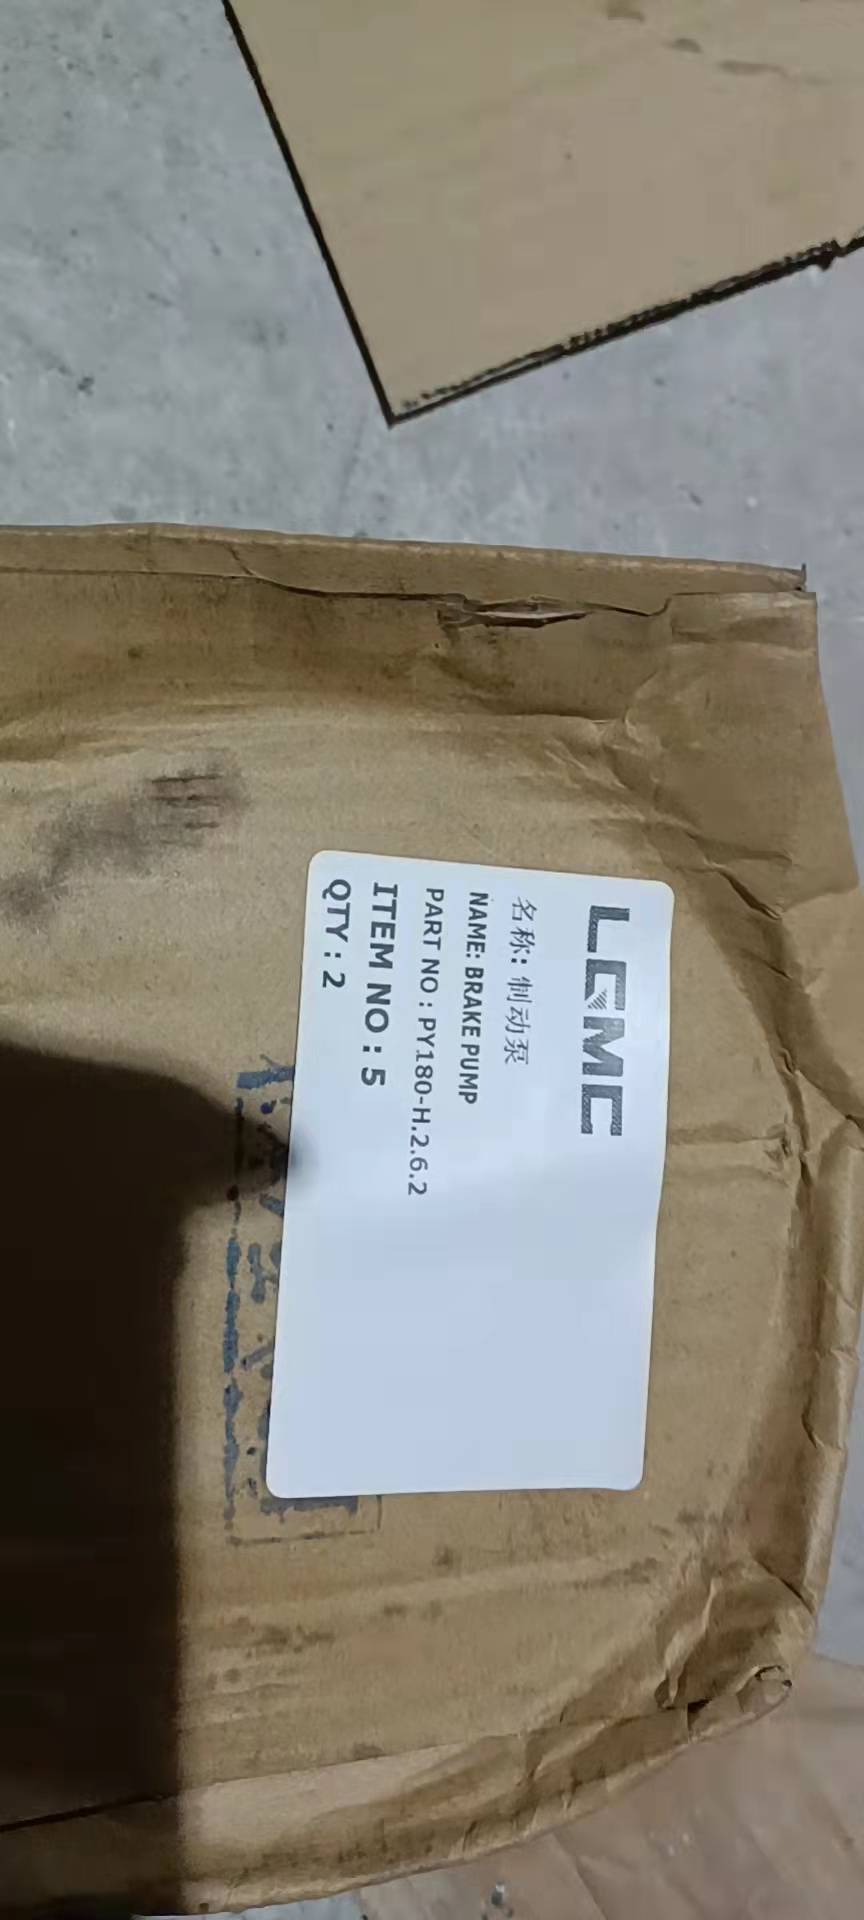 LGMC
名称: 制动泵
NAME: BRAKE PUMP
PART NO : PY180-H.2.6.2
ITEM NO : 5
QTY : 2